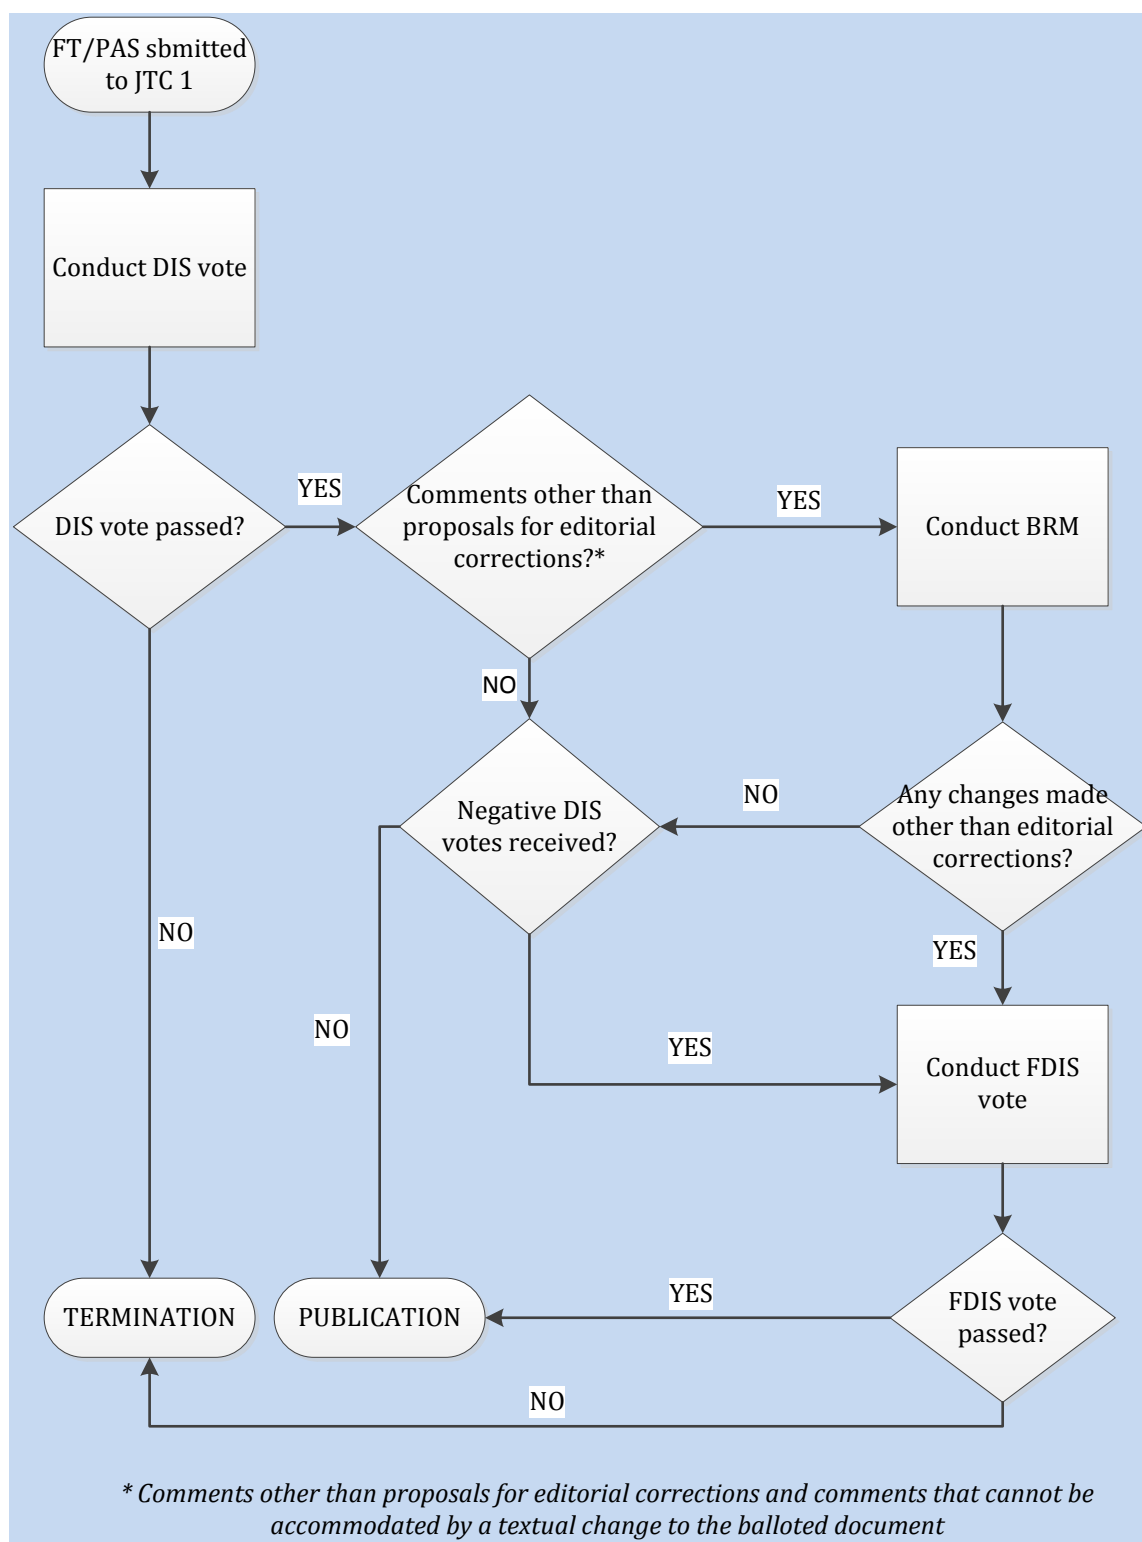 FT/PAS sbmitted
to JTC 1
Conduct DIS vote
DIS vote passed?
YES
Comments other than
proposals for editorial
corrections?*
YES
Conduct BRM
NO
Negative DIS
votes received?
NO
Any changes made
other than editorial
corrections?
NO
YES
NO
YES
Conduct FDIS
vote
TERMINATION
PUBLICATION
YES
FDIS vote
passed?
NO
* Comments other than proposals for editorial corrections and comments that cannot be
accommodated by a textual change to the balloted document